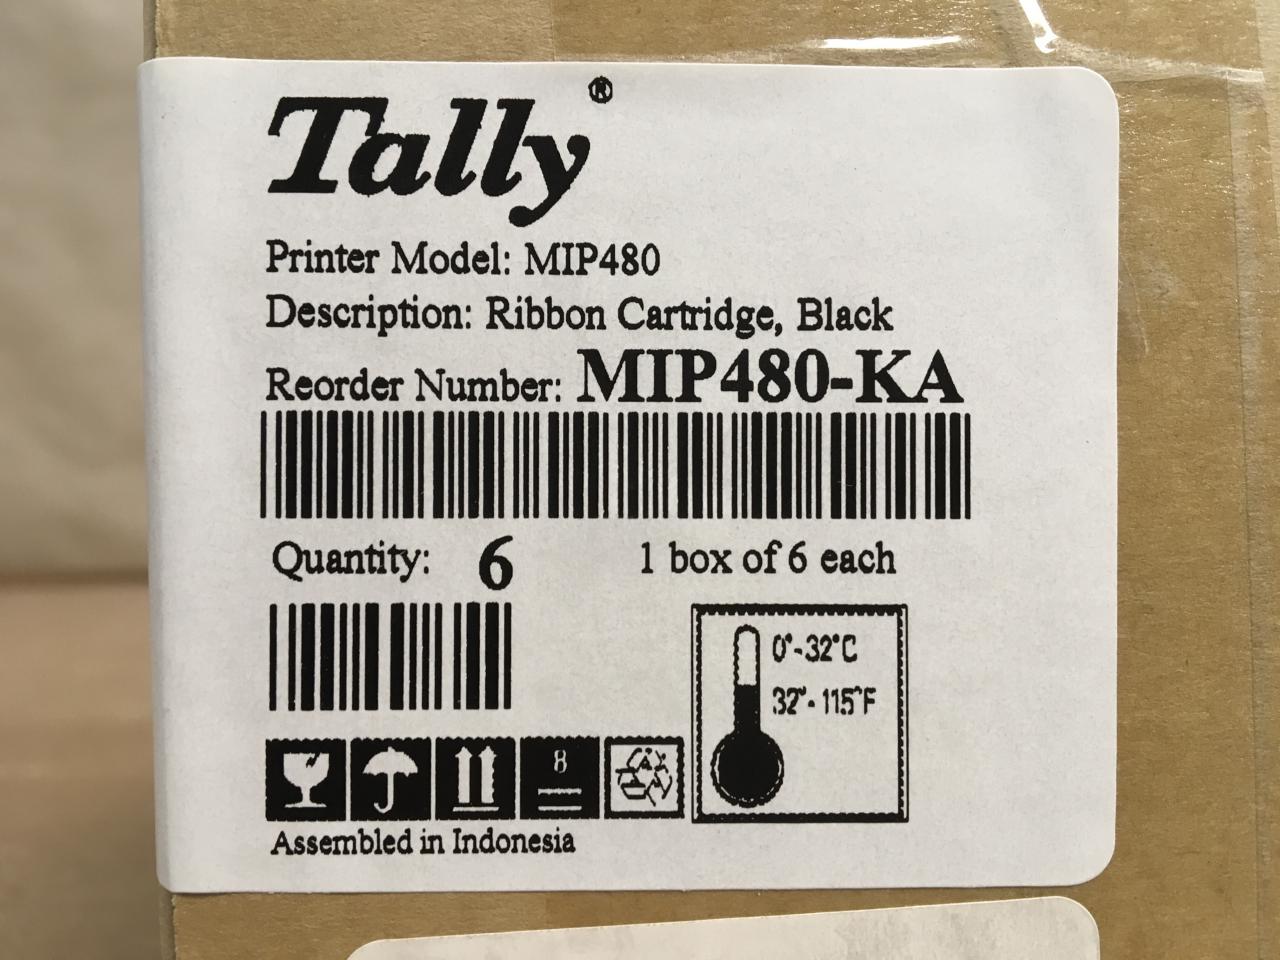 Tally®
Printer Model: MIP480
Description: Ribbon Cartridge, Black
Reorder Number: MIP480-KA
Quantity: 6 1 box of 6 each
0°-32°C
32°-115°F
8
Assembled in Indonesia